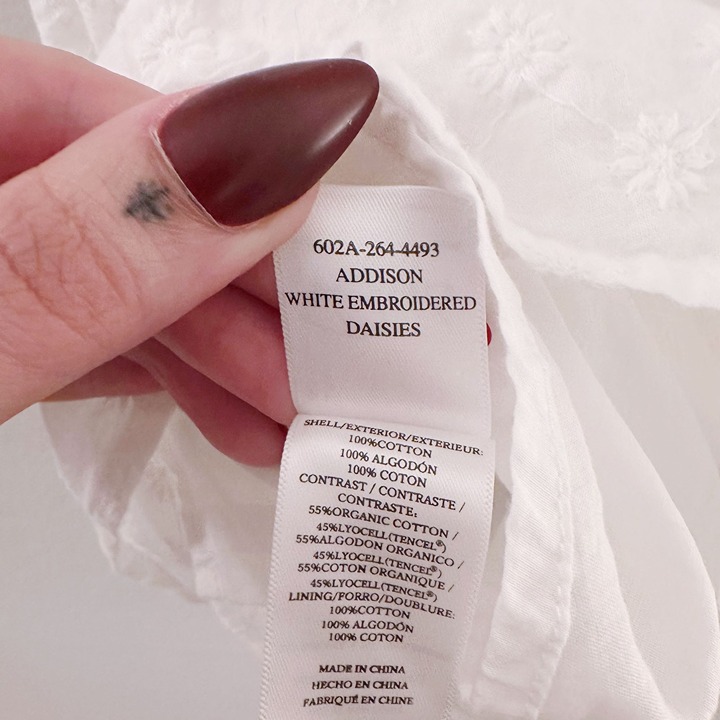 602A-264-4493
ADDISON
WHITE EMBROIDERED
DAISIES
SHELL/EXTERIOR/EXTERIEUR:
100%COTTON
100% ALGODÓN
100% COTON
CONTRAST / CONTRASTE /
CONTRASTE:
55%ORGANIC COTTON /
45%LYOCELL(TENCEL®)
55%ALGODON ORGANICO /
45%LYOCELL(TENCEL®)
55%COTON ORGANIQUE /
45%LYOCELL(TENCEL®)
LINING/FORRO/DOUBLURE:
100%COTTON
100% ALGODÓN
100% COTON
MADE IN CHINA
HECHO EN CHINA
FABRIQUÉ EN CHINE